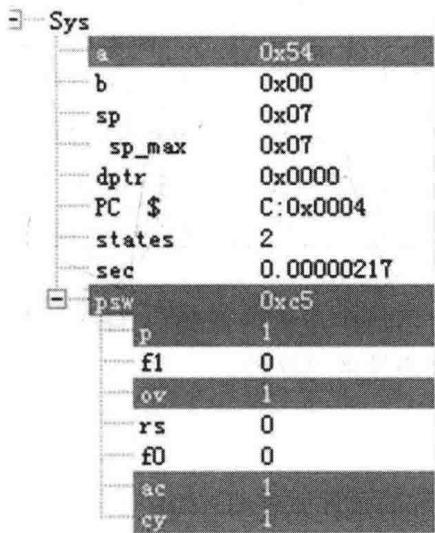 Sys
a 0x54
b 0x00
sp 0x07
sp_max 0x07
dptr 0x0000
PC $ C:0x0004
states 2
sec 0.00000217
psw 0xc5
p 1
f1 0
ov 1
rs 0
f0 0
ac 1
cy 1